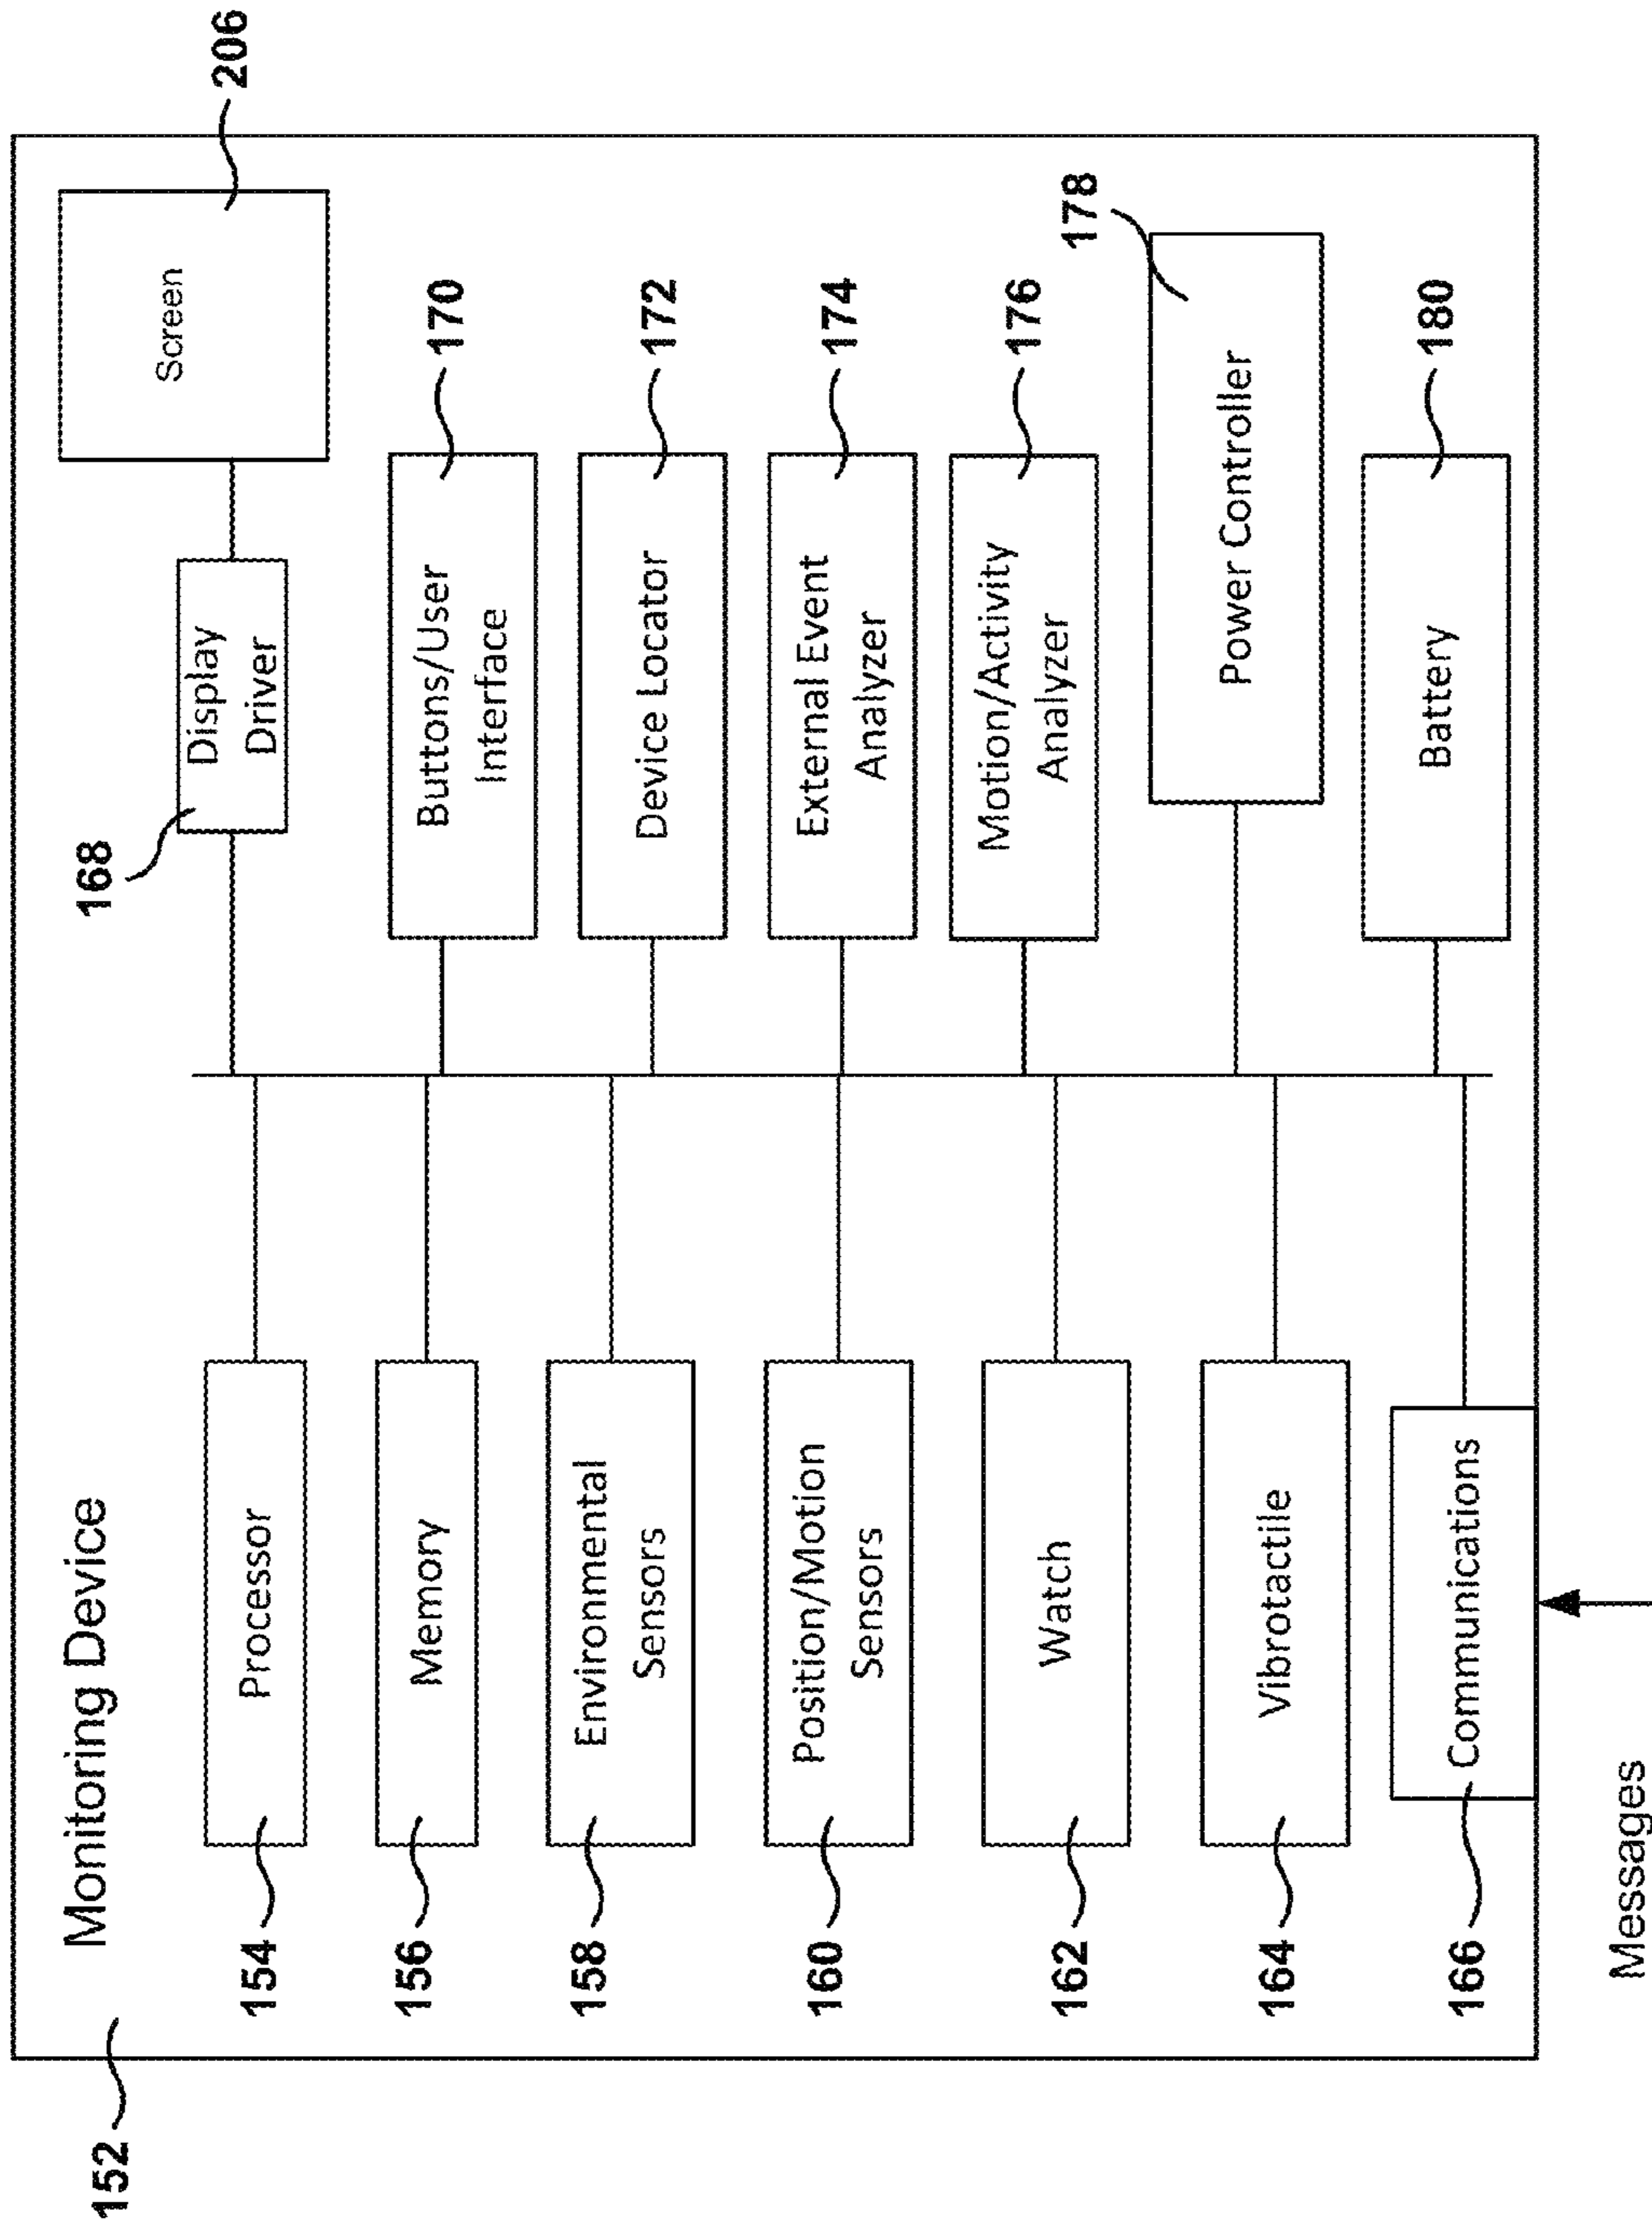 152
Monitoring Device
154
Processor
156
Memory
158
Environmental
Sensors
160
Position/Motion
Sensors
162
Watch
164
Vibrotactile
166
Communications
Messages
168
Display
Driver
Screen
206
Buttons/User
Interface
170
Device Locator
172
External Event
Analyzer
174
Motion/Activity
Analyzer
176
Power Controller
178
Battery
180